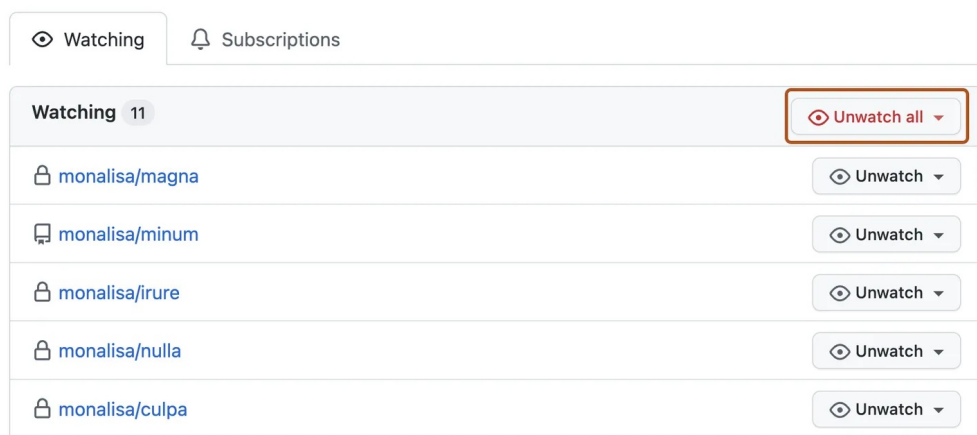 Watching Subscriptions
Watching 11 Unwatch all
monalisa/magna Unwatch
monalisa/minum Unwatch
monalisa/irure Unwatch
monalisa/nulla Unwatch
monalisa/culpa Unwatch